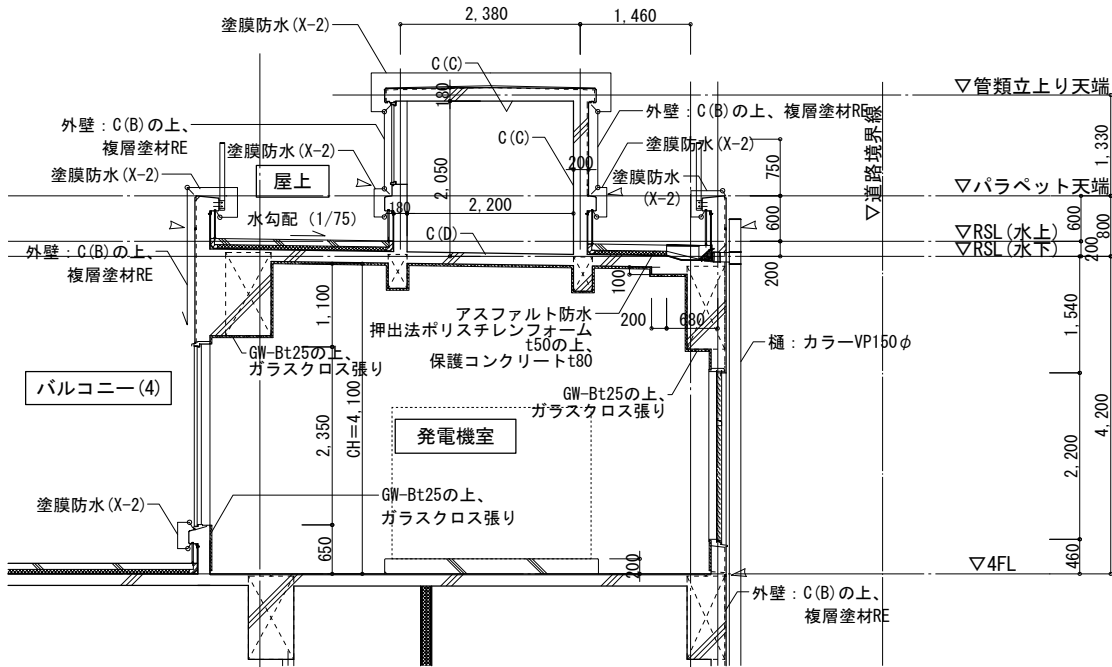 2,380
1,460
塗膜防水(X-2)
C(C)
180
▽管類立上り天端
外壁：C(B)の上、
複層塗材RE
外壁：C(B)の上、複層塗材RE
▽道路境界線
1,330
塗膜防水(X-2)
C(C)
塗膜防水(X-2)
750
塗膜防水(X-2)
屋上
200
塗膜防水
(X-2)
▽パラペット天端
2,050
180
2,200
600
600
800
水勾配 (1/75)
C(D)
▽RSL(水上)
▽RSL(水下)
200
200
外壁：C(B)の上、
複層塗材RE
100
1,100
アスファルト防水
押出法ポリスチレンフォーム
t50の上、
保護コンクリートt80
200
680
1,540
GW-Bt25の上、
ガラスクロス張り
樋：カラーVP150φ
バルコニー(4)
GW-Bt25の上、
ガラスクロス張り
2,350
CH=4,100
発電機室
2,200
4,200
塗膜防水(X-2)
GW-Bt25の上、
ガラスクロス張り
650
200
460
▽4FL
外壁：C(B)の上、
複層塗材RE